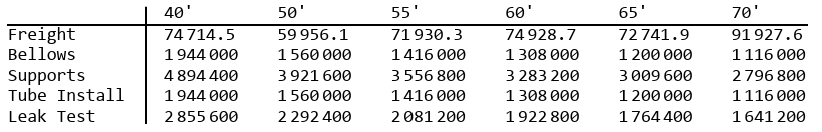 40' 50' 55' 60' 65' 70'
Freight 74 714.5 59 956.1 71 930.3 74 928.7 72 741.9 91 927.6
Bellows 1 944 000 1 560 000 1 416 000 1 308 000 1 200 000 1 116 000
Supports 4 894 400 3 921 600 3 556 800 3 283 200 3 009 600 2 796 800
Tube Install 1 944 000 1 560 000 1 416 000 1 308 000 1 200 000 1 116 000
Leak Test 2 855 600 2 292 400 2 081 200 1 922 800 1 764 400 1 641 200